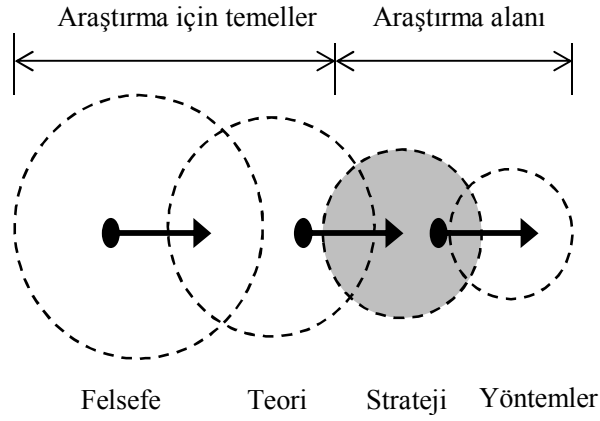 Araştırma için temeller
Araştırma alanı
Felsefe
Teori
Strateji
Yöntemler